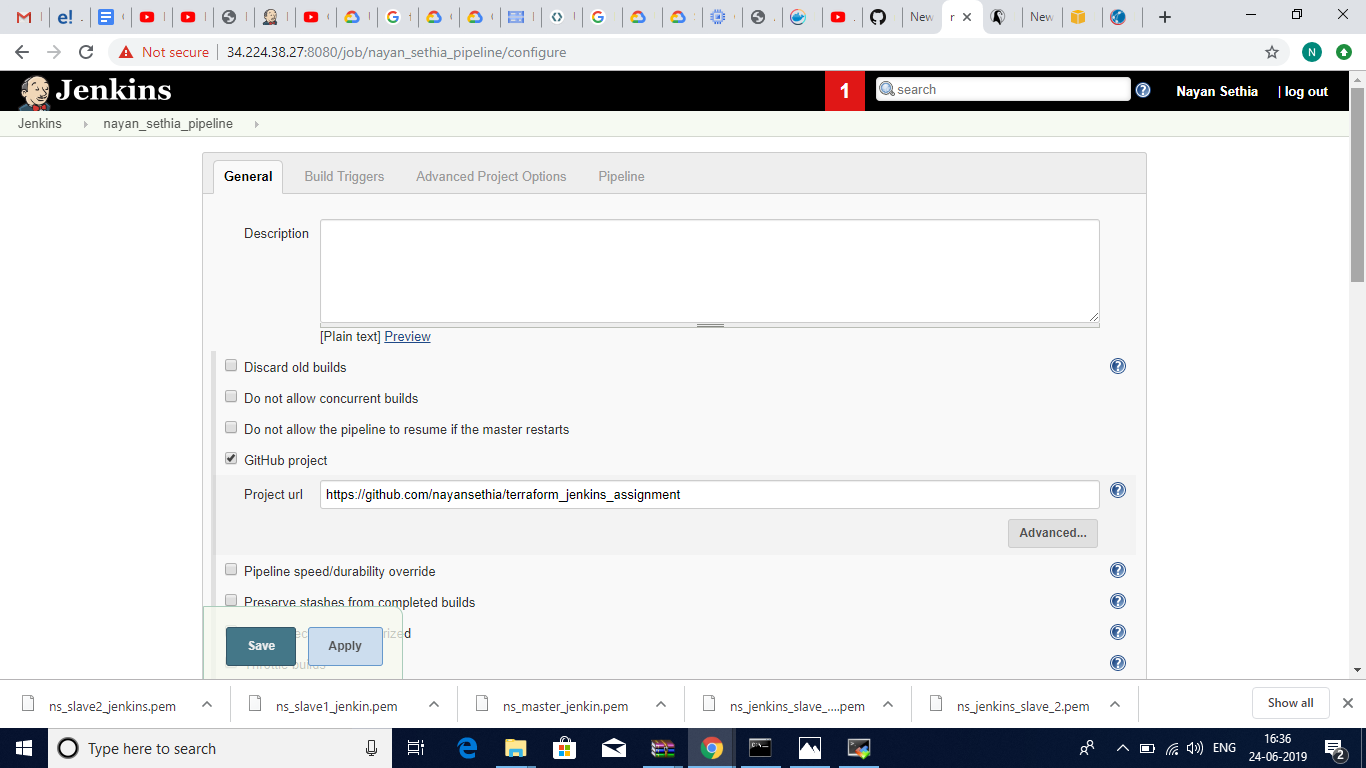 New
r
New
Not secure
34.224.38.27:8080/job/nayan_sethia_pipeline/configure
N
Jenkins
1
search
Nayan Sethia
| log out
Jenkins
nayan_sethia_pipeline
General
Build Triggers
Advanced Project Options
Pipeline
Description
[Plain text] Preview
Discard old builds
Do not allow concurrent builds
Do not allow the pipeline to resume if the master restarts
GitHub project
Project url
https://github.com/nayansethia/terraform_jenkins_assignment
Advanced...
Pipeline speed/durability override
Preserve stashes from completed builds
Save
Apply
Throttle builds
ns_slave2_jenkins.pem
ns_slave1_jenkin.pem
ns_master_jenkin.pem
ns_jenkins_slave_....pem
ns_jenkins_slave_2.pem
Show all
Type here to search
ENG
16:36
24-06-2019
2